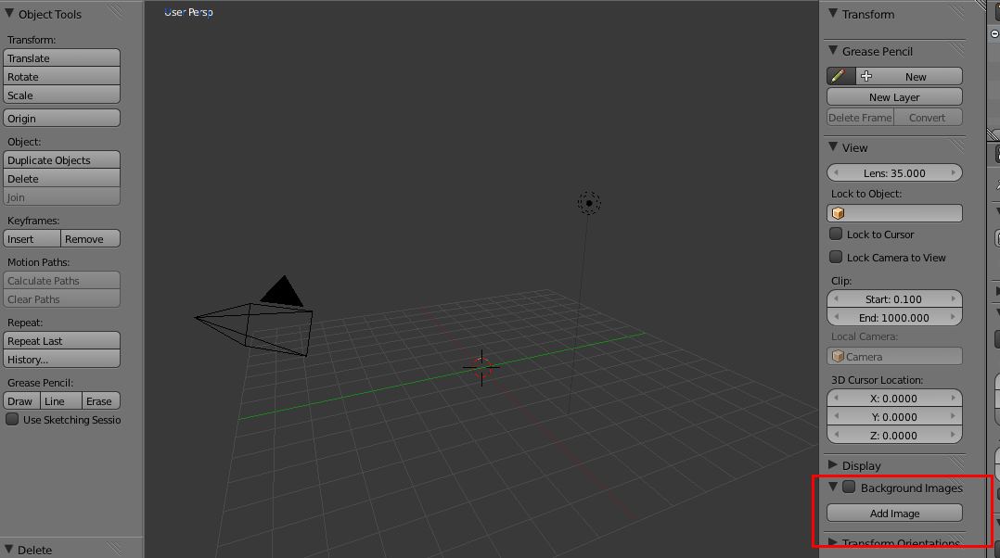 Object Tools
Transform:
Translate
Rotate
Scale
Origin
Object:
Duplicate Objects
Delete
Join
Keyframes:
Insert Remove
Motion Paths:
Calculate Paths
Clear Paths
Repeat:
Repeat Last
History...
Grease Pencil:
Draw Line Erase
Use Sketching Sessio
Delete
User Persp
Transform
Grease Pencil
New
New Layer
Delete Frame Convert
View
Lens: 35.000
Lock to Object:
Lock to Cursor
Lock Camera to View
Clip:
Start: 0.100
End: 1000.000
Local Camera:
Camera
3D Cursor Location:
X: 0.0000
Y: 0.0000
Z: 0.0000
Display
Background Images
Add Image
Transform Orientations